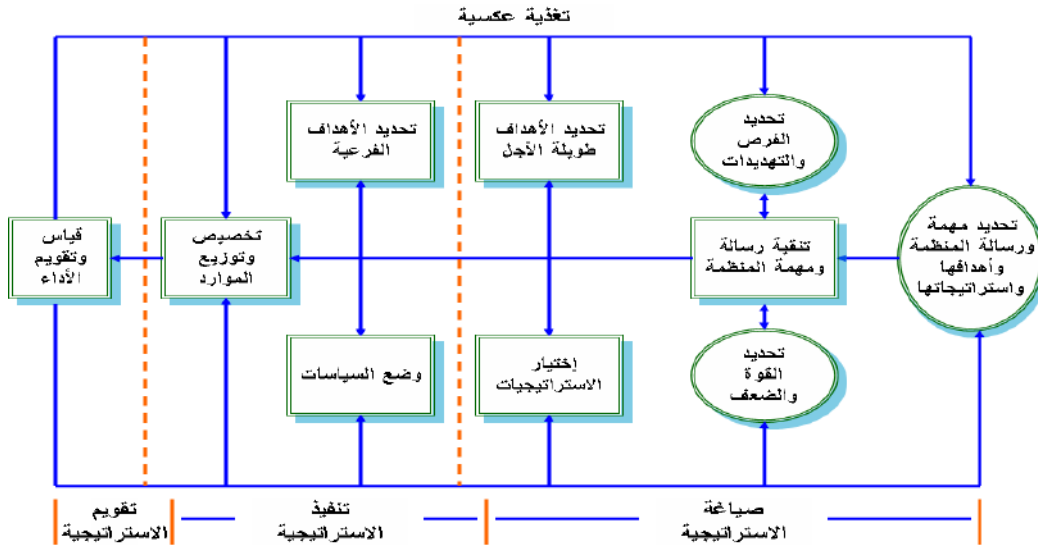 تغذية عكسية
تحديد
الفرص
والتهديدات
تحديد الأهداف
طويلة الأجل
تحديد الأهداف
الفرعية
تحديد مهمة
ورسالة المنظمة
وأهدافها
واستراتيجاتها
تنقية رسالة
ومهمة المنظمة
تخصيص
وتوزيع
الموارد
قياس
وتقويم
الأداء
تحديد
القوة
والضعف
إختيار
الاستراتيجيات
وضع السياسات
صياغة
الاستراتيجية
تنفيذ
الاستراتيجية
تقويم
الاستراتيجية